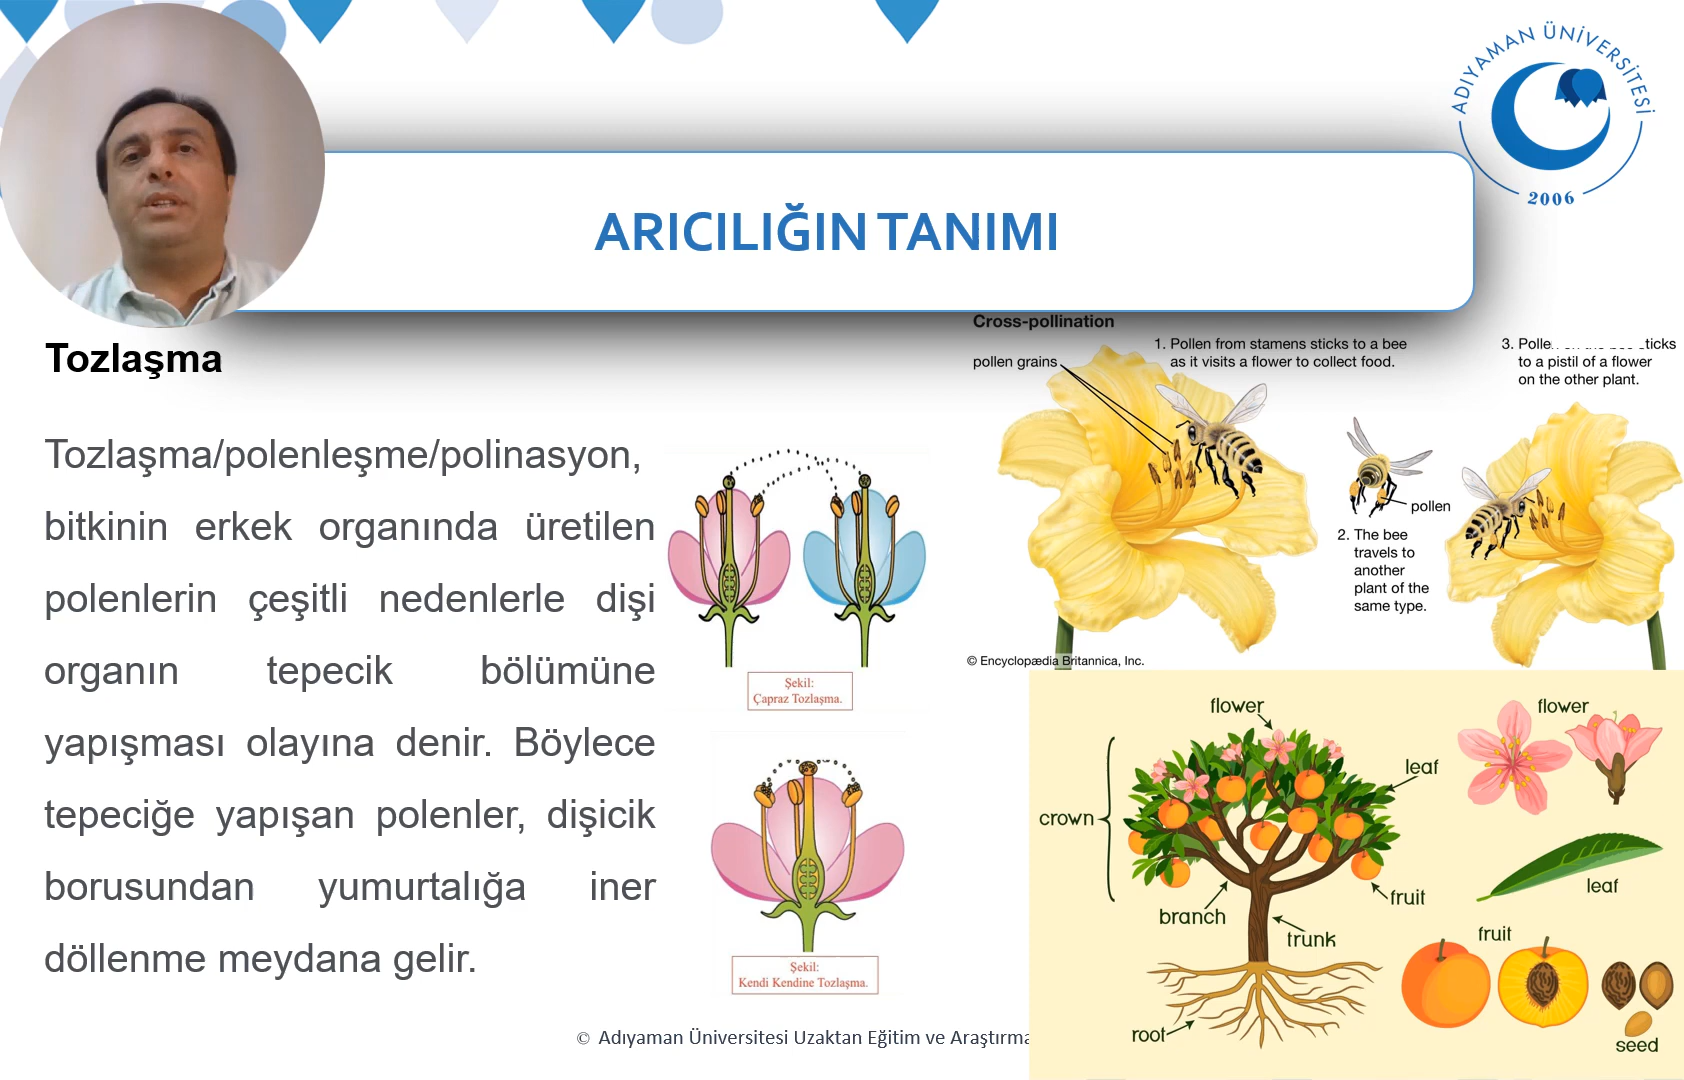 ADIYAMAN ÜNİVERSİTESİ
2006
ARICILIĞIN TANIMI
Tozlaşma
Tozlaşma/polenleşme/polinasyon,
bitkinin erkek organında üretilen
polenlerin çeşitli nedenlerle dişi
organın tepecik bölümüne
yapışması olayına denir. Böylece
tepeciğe yapışan polenler, dişicik
borusundan yumurtalığa iner
döllenme meydana gelir.
Şekil:
Çapraz Tozlaşma.
Şekil:
Kendi Kendine Tozlaşma.
Cross-pollination
pollen grains
1. Pollen from stamens sticks to a bee
as it visits a flower to collect food.
pollen
2. The bee
travels to
another
plant of the
same type.
3. to a pistil of a flower
on the other plant.
© Encyclopædia Britannica, Inc.
flower
leaf
crown
branch
fruit
trunk
root
flower
leaf
fruit
seed
© Adıyaman Üniversitesi Uzaktan Eğitim ve